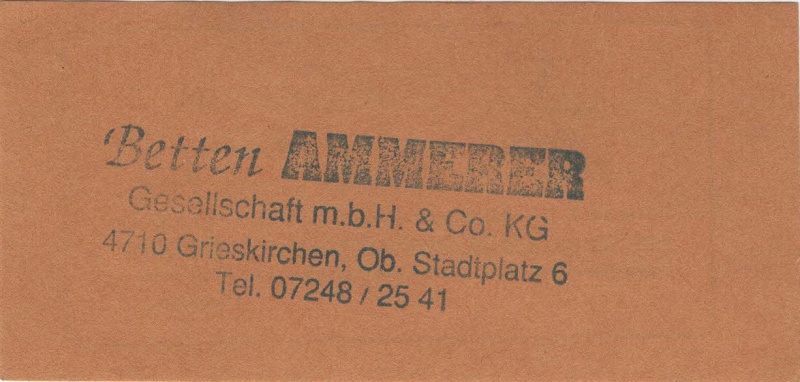 Betten AMMERER
Gesellschaft m.b.H. & Co. KG
4710 Grieskirchen, Ob. Stadtplatz 6
Tel. 07248 / 25 41